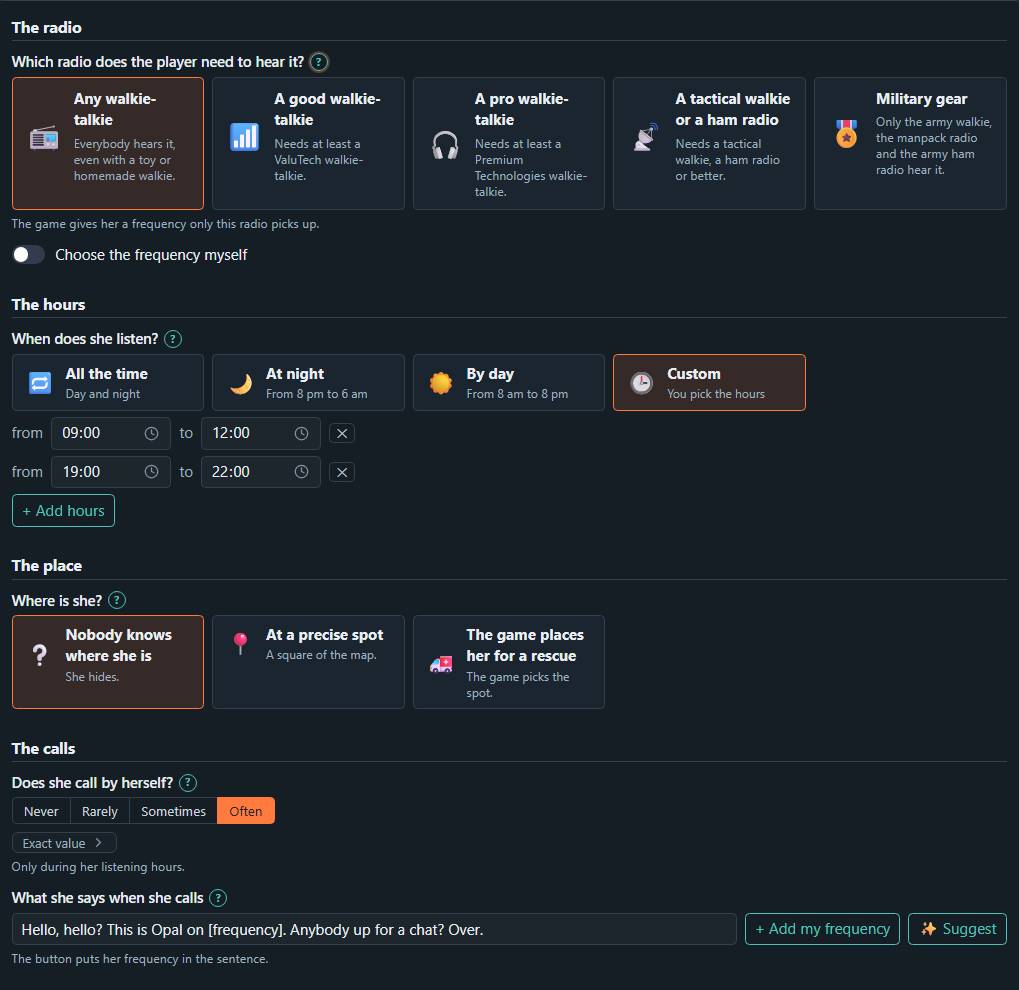 The radio
Which radio does the player need to hear it? ?
Any walkie-
talkie
Everybody hears it,
even with a toy or
homemade walkie.
A good walkie-
talkie
Needs at least a
ValuTech walkie-
talkie.
A pro walkie-
talkie
Needs at least a
Premium
Technologies walkie-
talkie.
A tactical walkie
or a ham radio
Needs a tactical
walkie, a ham radio
or better.
Military gear
Only the army walkie,
the manpack radio
and the army ham
radio hear it.
The game gives her a frequency only this radio picks up.
Choose the frequency myself
The hours
When does she listen? ?
All the time
Day and night
At night
From 8 pm to 6 am
By day
From 8 am to 8 pm
Custom
You pick the hours
from 09:00 to 12:00
from 19:00 to 22:00
+ Add hours
The place
Where is she? ?
Nobody knows
where she is
She hides.
At a precise spot
A square of the map.
The game places
her for a rescue
The game picks the
spot.
The calls
Does she call by herself? ?
Never Rarely Sometimes Often
Exact value >
Only during her listening hours.
What she says when she calls ?
Hello, hello? This is Opal on [frequency]. Anybody up for a chat? Over. + Add my frequency ✨ Suggest
The button puts her frequency in the sentence.